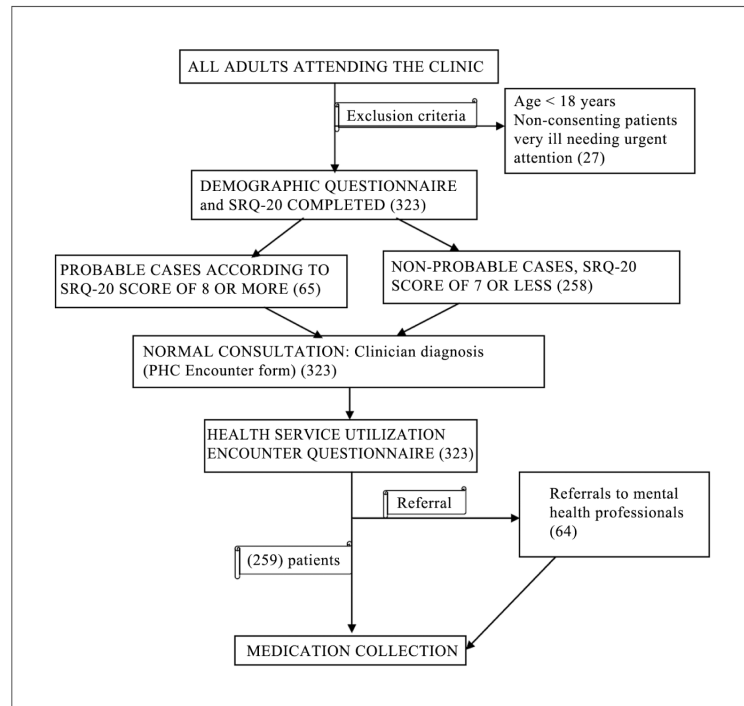 ALL ADULTS ATTENDING THE CLINIC
Exclusion criteria
Age < 18 years
Non-consenting patients
very ill needing urgent
attention (27)
DEMOGRAPHIC QUESTIONNAIRE
and SRQ-20 COMPLETED (323)
PROBABLE CASES ACCORDING TO
SRQ-20 SCORE OF 8 OR MORE (65)
NON-PROBABLE CASES, SRQ-20
SCORE OF 7 OR LESS (258)
NORMAL CONSULTATION: Clinician diagnosis
(PHC Encounter form) (323)
HEALTH SERVICE UTILIZATION
ENCOUNTER QUESTIONNAIRE (323)
Referral
Referrals to mental
health professionals
(64)
(259) patients
MEDICATION COLLECTION